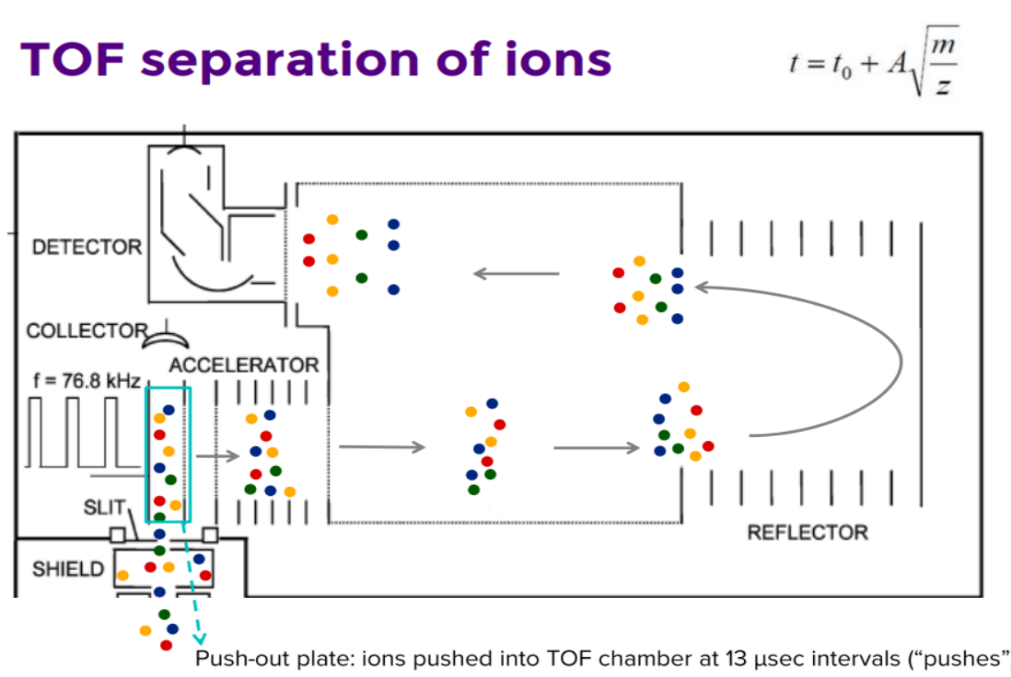 TOF separation of ions
t = t₀ + A√(m/z)
DETECTOR
COLLECTOR
ACCELERATOR
f = 76.8 kHz
SLIT
REFLECTOR
SHIELD
Push-out plate: ions pushed into TOF chamber at 13 µsec intervals (“pushes”)